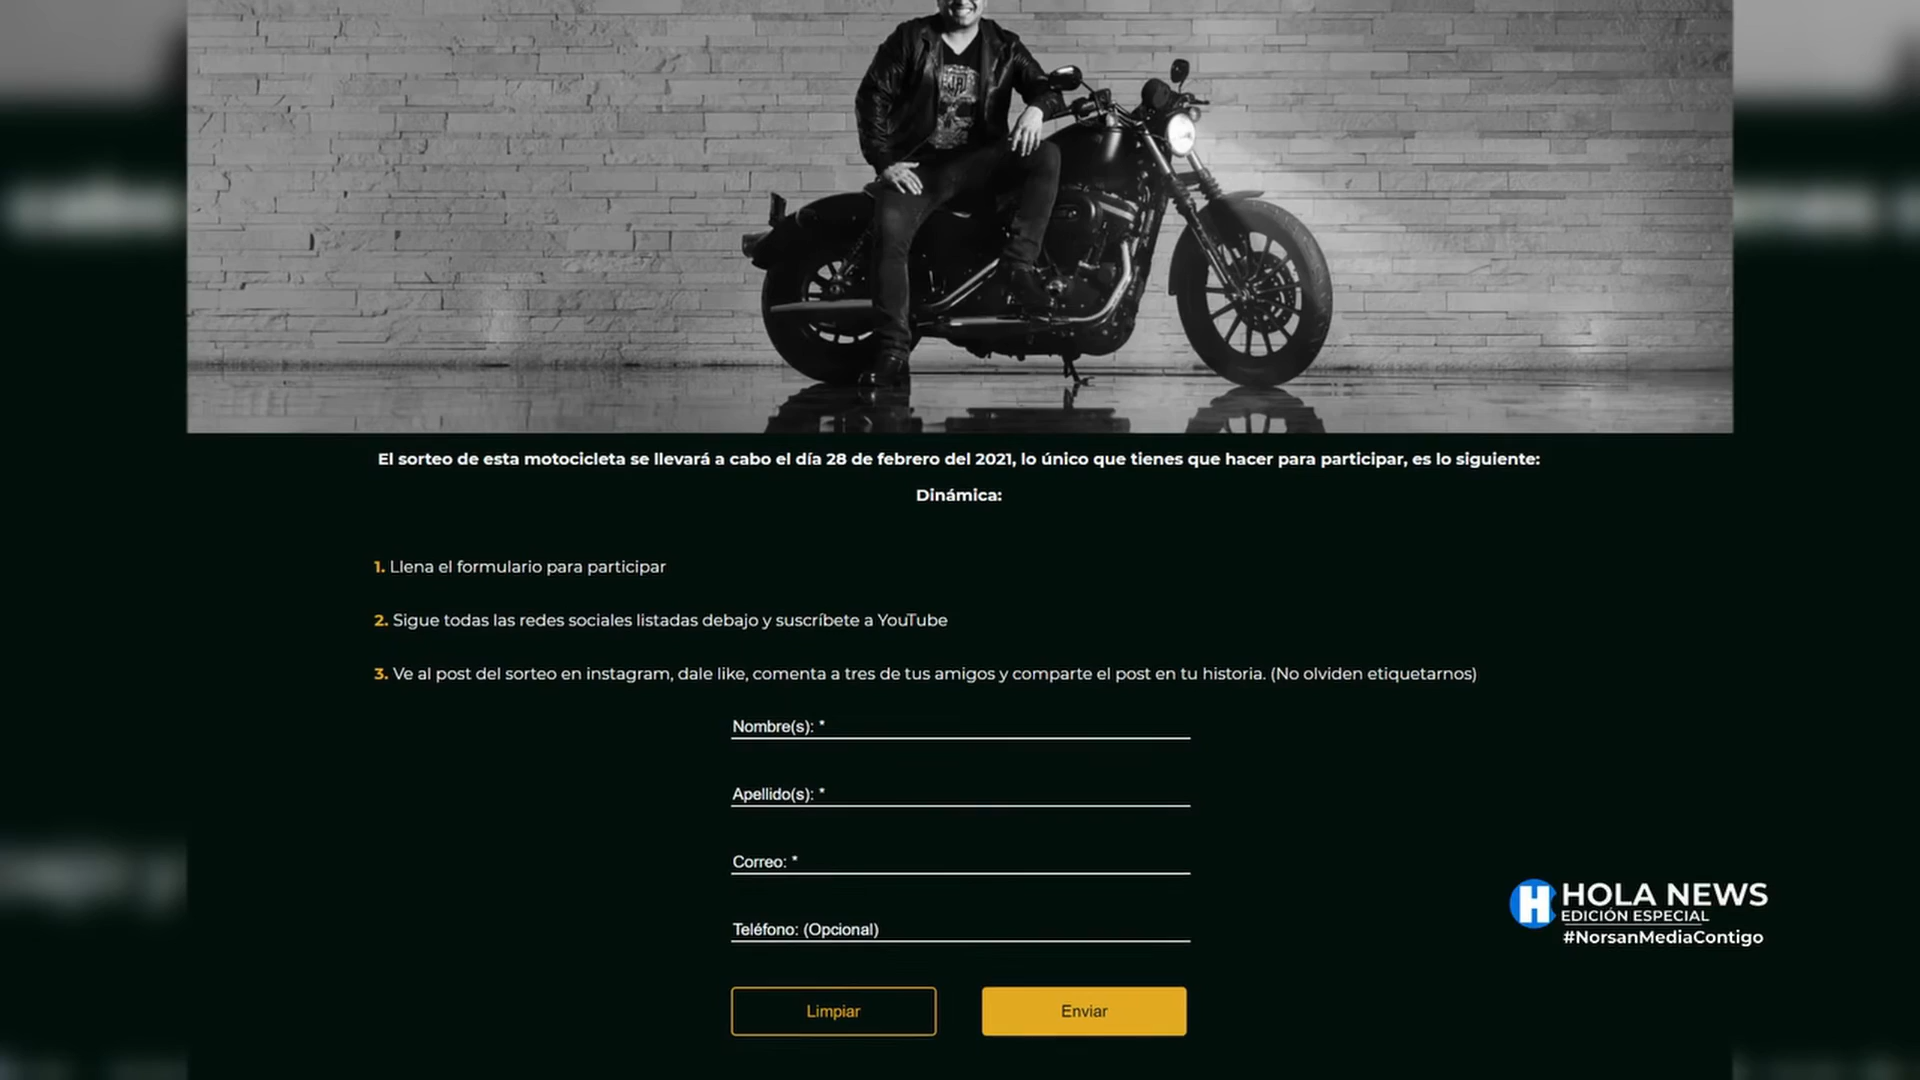 El sorteo de esta motocicleta se llevará a cabo el día 28 de febrero del 2021, lo único que tienes que hacer para participar, es lo siguiente:
Dinámica:
1. Llena el formulario para participar
2. Sigue todas las redes sociales listadas debajo y suscríbete a YouTube
3. Ve al post del sorteo en instagram, dale like, comenta a tres de tus amigos y comparte el post en tu historia. (No olviden etiquetarnos)
Nombre(s): *
Apellido(s): *
Correo: *
Teléfono: (Opcional)
Limpiar
Enviar
H HOLA NEWS
EDICIÓN ESPECIAL
#NorsanMediaContigo